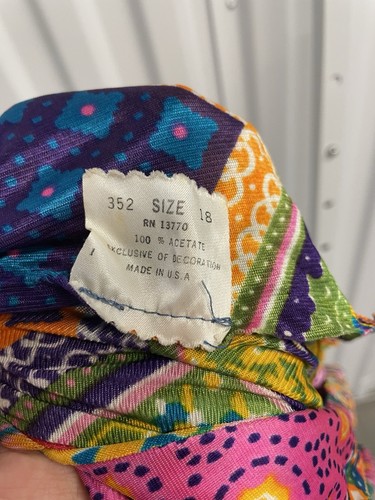 352 SIZE 18
RN 13770
100 % ACETATE
EXCLUSIVE OF DECORATION
MADE IN U.S.A